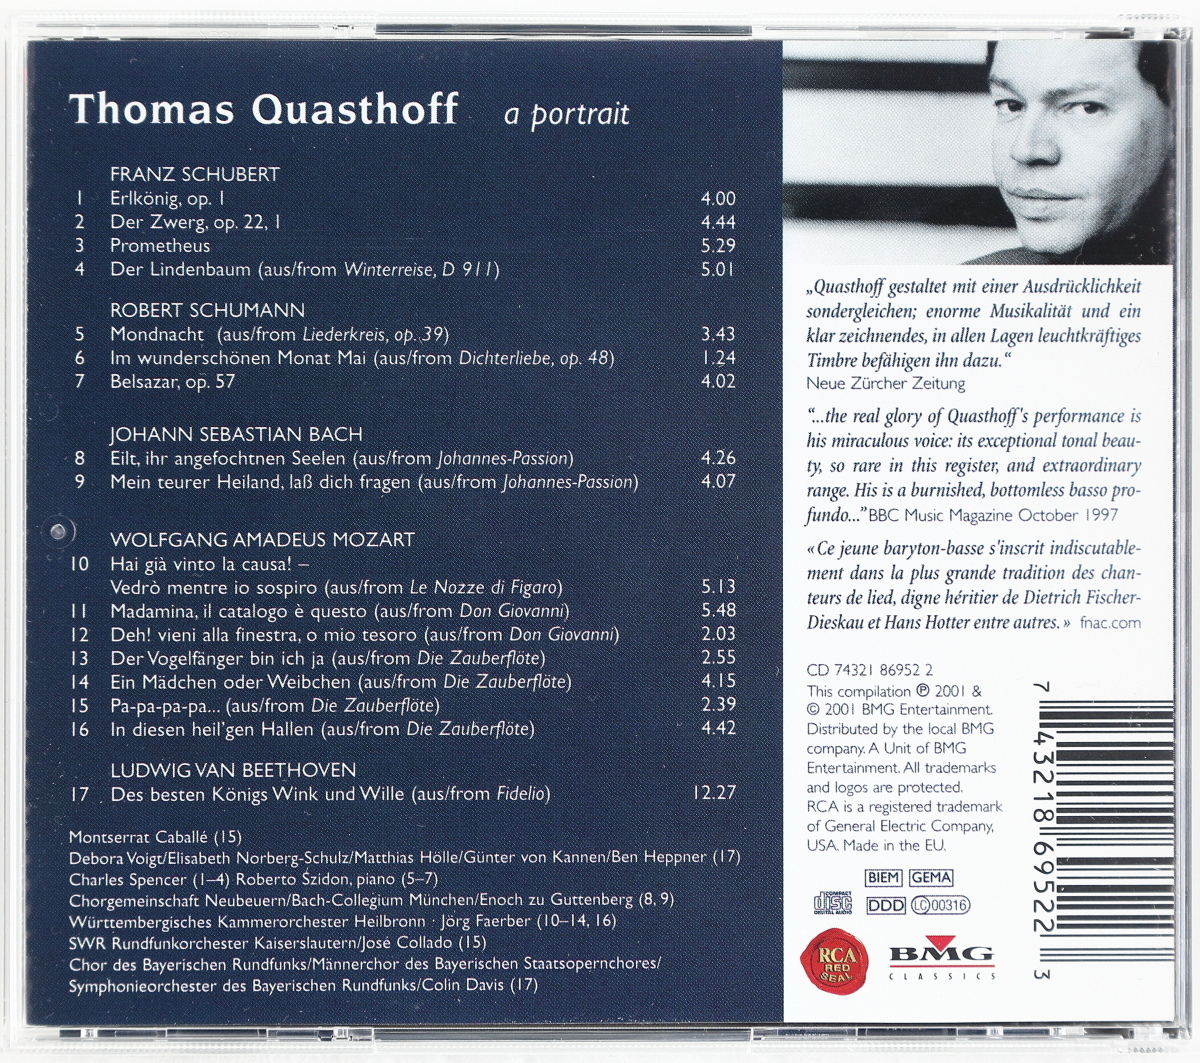 Thomas Quasthoff a portrait
FRANZ SCHUBERT
1 Erlkönig, op. 1 4.00
2 Der Zwerg, op. 22, 1 4.44
3 Prometheus 5.29
4 Der Lindenbaum (aus/from Winterreise, D 911) 5.01
ROBERT SCHUMANN
5 Mondnacht (aus/from Liederkreis, op. 39) 3.43
6 Im wunderschönen Monat Mai (aus/from Dichterliebe, op. 48) 1.24
7 Belsazar, op. 57 4.02
JOHANN SEBASTIAN BACH
8 Eilt, ihr angefochtnen Seelen (aus/from Johannes-Passion) 4.26
9 Mein teurer Heiland, laß dich fragen (aus/from Johannes-Passion) 4.07
WOLFGANG AMADEUS MOZART
10 Hai già vinto la causa! –
Vedrò mentre io sospiro (aus/from Le Nozze di Figaro) 5.13
11 Madamina, il catalogo è questo (aus/from Don Giovanni) 5.48
12 Deh! vieni alla finestra, o mio tesoro (aus/from Don Giovanni) 2.03
13 Der Vogelfänger bin ich ja (aus/from Die Zauberflöte) 2.55
14 Ein Mädchen oder Weibchen (aus/from Die Zauberflöte) 4.15
15 Pa-pa-pa-pa... (aus/from Die Zauberflöte) 2.39
16 In diesen heil'gen Hallen (aus/from Die Zauberflöte) 4.42
LUDWIG VAN BEETHOVEN
17 Des besten Königs Wink und Wille (aus/from Fidelio) 12.27
Montserrat Caballé (15)
Debora Voigt/Elisabeth Norberg-Schulz/Matthias Hölle/Günter von Kannen/Ben Heppner (17)
Charles Spencer (1–4) Roberto Szidon, piano (5–7)
Chorgemeinschaft Neubeuern/Bach-Collegium München/Enoch zu Guttenberg (8, 9)
Württembergisches Kammerorchester Heilbronn · Jörg Faerber (10–14, 16)
SWR Rundfunkorchester Kaiserslautern/José Collado (15)
Chor des Bayerischen Rundfunks/Männerchor des Bayerischen Staatsopernchores/
Symphonieorchester des Bayerischen Rundfunks/Colin Davis (17)
„Quasthoff gestaltet mit einer Ausdrücklichkeit
sondergleichen; enorme Musikalität und ein
klar zeichnendes, in allen Lagen leuchtkräftiges
Timbre befähigen ihn dazu.“
Neue Zürcher Zeitung
“...the real glory of Quasthoff's performance is
his miraculous voice: its exceptional tonal beau-
ty, so rare in this register, and extraordinary
range. His is a burnished, bottomless basso pro-
fundo...” BBC Music Magazine October 1997
« Ce jeune baryton-basse s'inscrit indiscutable-
ment dans la plus grande tradition des chan-
teurs de lied, digne héritier de Dietrich Fischer-
Dieskau et Hans Hotter entre autres. » fnac.com
CD 74321 86952 2
This compilation ℗ 2001 &
© 2001 BMG Entertainment.
Distributed by the local BMG
company. A Unit of BMG
Entertainment. All trademarks
and logos are protected.
RCA is a registered trademark
of General Electric Company,
USA. Made in the EU.
BIEM GEMA
COMPACT disc DIGITAL AUDIO DDD LC 00316
RCA RED SEAL
BMG
CLASSICS
7 43218 69522 3